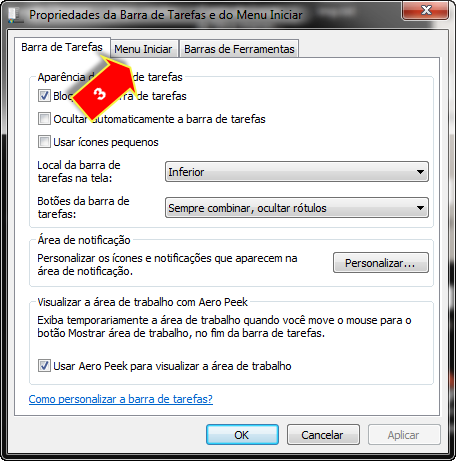 Propriedades da Barra de Tarefas e do Menu Iniciar
Barra de Tarefas
Menu Iniciar
Barras de Ferramentas
3
Aparência de tarefas
Bloc rra de tarefas
Ocultar automaticamente a barra de tarefas
Usar ícones pequenos
Local da barra de
tarefas na tela:
Inferior
Botões da barra de
tarefas:
Sempre combinar, ocultar rótulos
Área de notificação
Personalizar os ícones e notificações que aparecem na
área de notificação.
Personalizar...
Visualizar a área de trabalho com Aero Peek
Exiba temporariamente a área de trabalho quando você move o mouse para o
botão Mostrar área de trabalho, no fim da barra de tarefas.
Usar Aero Peek para visualizar a área de trabalho
Como personalizar a barra de tarefas?
OK
Cancelar
Aplicar